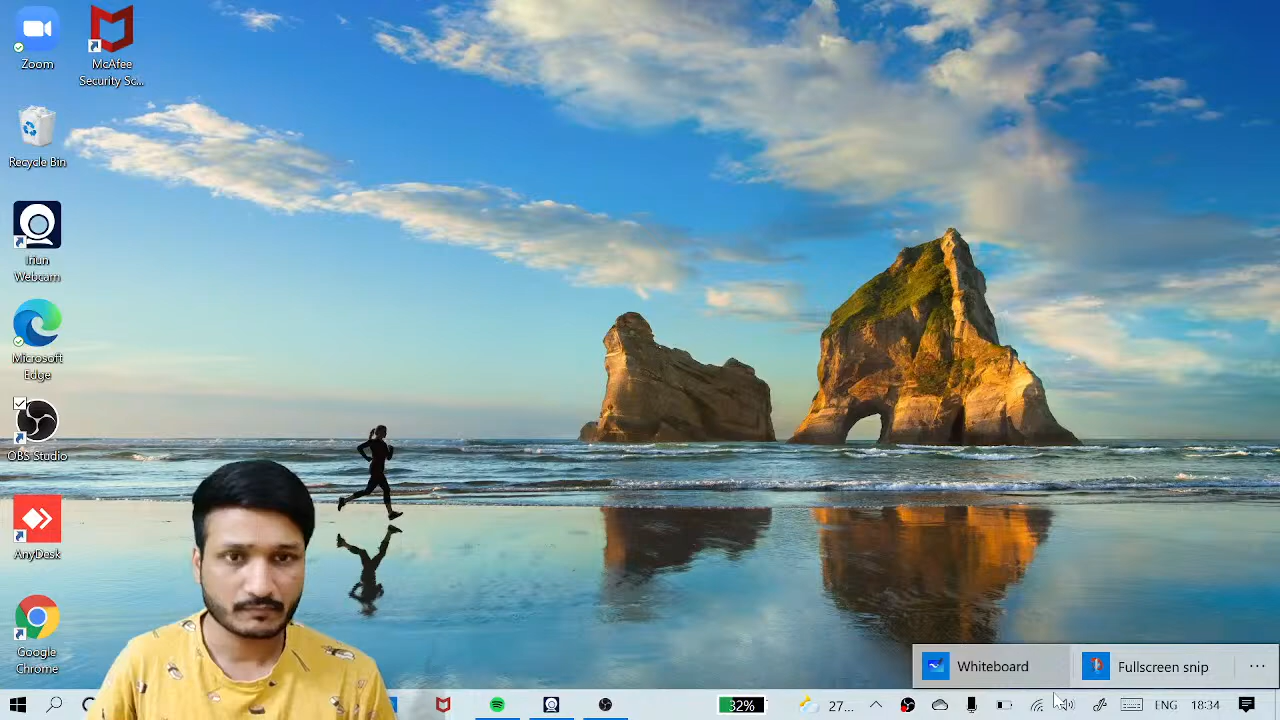 Zoom
McAfee
Security Sc...
Recycle Bin
Iriun
Webcam
Microsoft
Edge
OBS Studio
AnyDesk
Google
Chrome
Whiteboard
Fullscreen snip
32%
27...
ENG
18:34